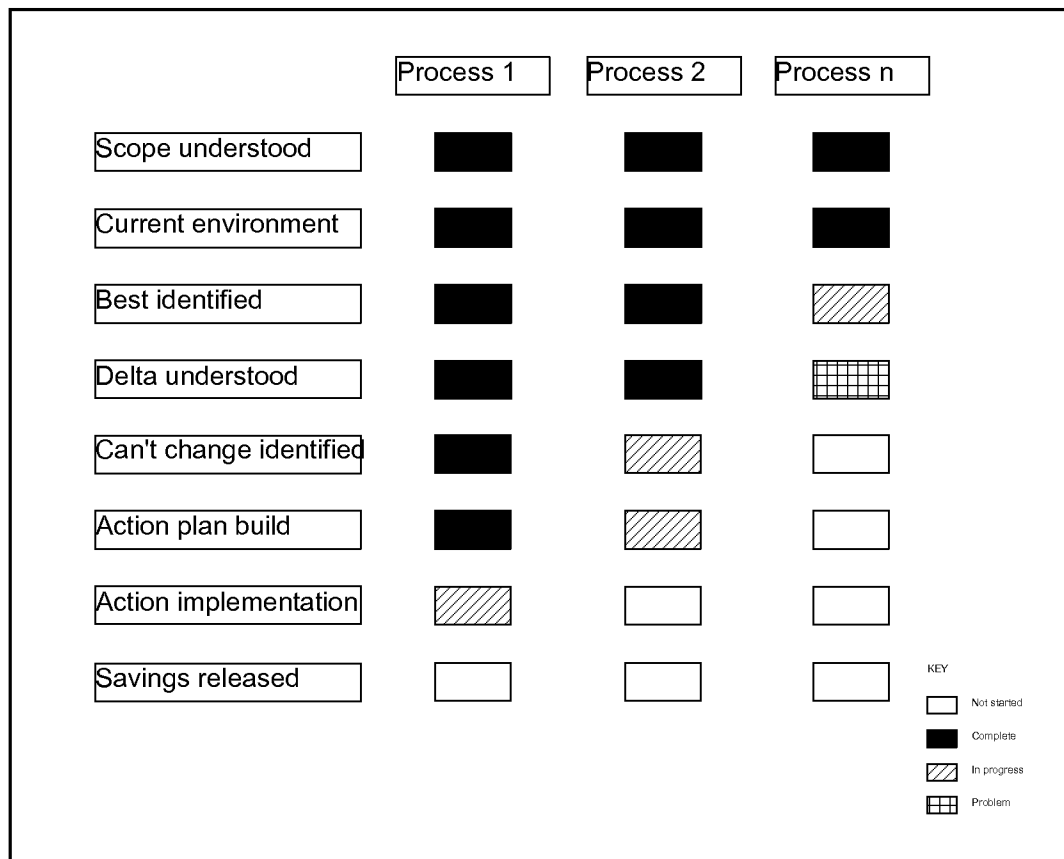 Process 1 Process 2 Process n
Scope understood
Current environment
Best identified
Delta understood
Can't change identified
Action plan build
Action implementation
Savings released
KEY
Not started
Complete
In progress
Problem